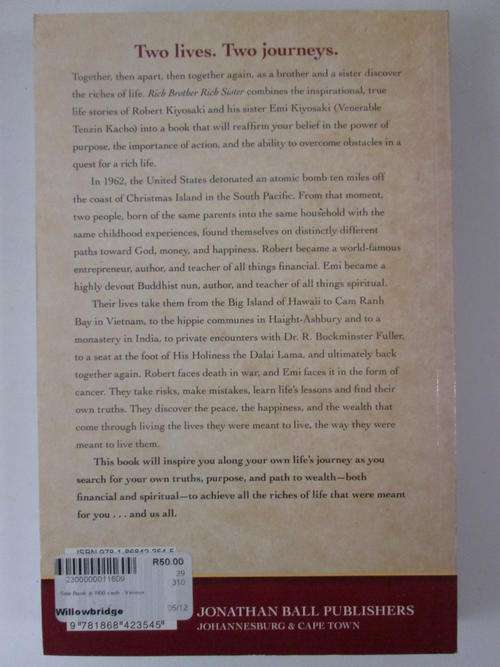 Two lives. Two journeys.
Together, then apart, then together again, as a brother and a sister discover
the riches of life. Rich Brother Rich Sister combines the inspirational, true
life stories of Robert Kiyosaki and his sister Emi Kiyosaki (Venerable
Tenzin Kacho) into a book that will reaffirm your belief in the power of
purpose, the importance of action, and the ability to overcome obstacles in a
quest for a rich life.
In 1962, the United States detonated an atomic bomb ten miles off
the coast of Christmas Island in the South Pacific. From that moment,
two people, born of the same parents into the same household with the
same childhood experiences, found themselves on distinctly different
paths toward God, money, and happiness. Robert became a world-famous
entrepreneur, author, and teacher of all things financial. Emi became a
highly devout Buddhist nun, author, and teacher of all things spiritual.
Their lives take them from the Big Island of Hawaii to Cam Ranh
Bay in Vietnam, to the hippie communes in Haight-Ashbury and to a
monastery in India, to private encounters with Dr. R. Buckminster Fuller,
to a seat at the foot of His Holiness the Dalai Lama, and ultimately back
together again. Robert faces death in war, and Emi faces it in the form of
cancer. They take risks, make mistakes, learn life's lessons and find their
own truths. They discover the peace, the happiness, and the wealth that
come through living the lives they were meant to live, the way they were
meant to live them.
This book will inspire you along your own life's journey as you
search for your own truths, purpose, and path to wealth—both
financial and spiritual—to achieve all the riches of life that were meant
for you . . . and us all.
ISBN 978-1-86842-354-5
R50.00
29
2300000011609
310
05/12
Willowbridge
9 781868 423545
JONATHAN BALL PUBLISHERS
JOHANNESBURG & CAPE TOWN